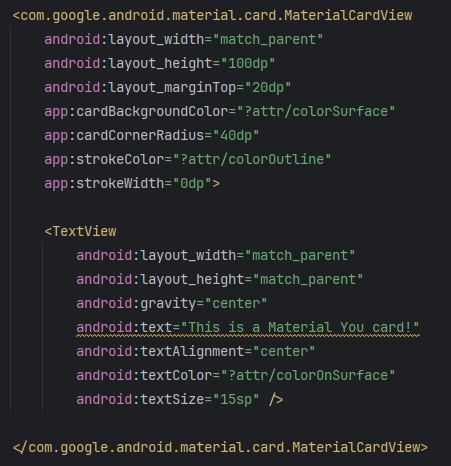 <com.google.android.material.card.MaterialCardView
android:layout_width="match_parent"
android:layout_height="100dp"
android:layout_marginTop="20dp"
app:cardBackgroundColor="?attr/colorSurface"
app:cardCornerRadius="40dp"
app:strokeColor="?attr/colorOutline"
app:strokeWidth="0dp">
<TextView
android:layout_width="match_parent"
android:layout_height="match_parent"
android:gravity="center"
android:text="This is a Material You card!"
android:textAlignment="center"
android:textColor="?attr/colorOnSurface"
android:textSize="15sp" />
</com.google.android.material.card.MaterialCardView>